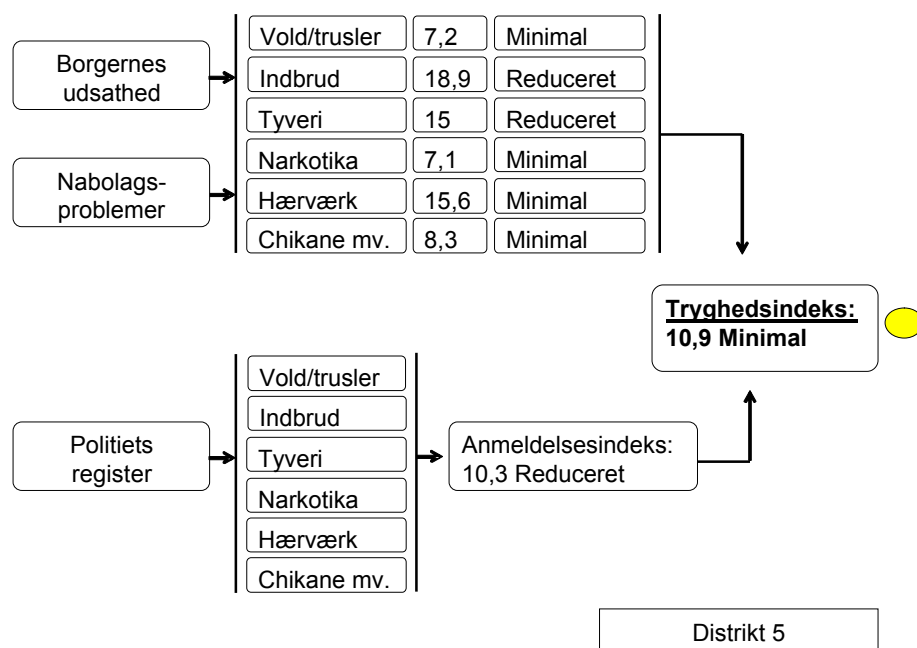 Borgernes
udsathed
Nabolags-
problemer
Vold/trusler 7,2 Minimal
Indbrud 18,9 Reduceret
Tyveri 15 Reduceret
Narkotika 7,1 Minimal
Hærværk 15,6 Minimal
Chikane mv. 8,3 Minimal
Tryghedsindeks:
10,9 Minimal
Politiets
register
Vold/trusler
Indbrud
Tyveri
Narkotika
Hærværk
Chikane mv.
Anmeldelsesindeks:
10,3 Reduceret
Distrikt 5